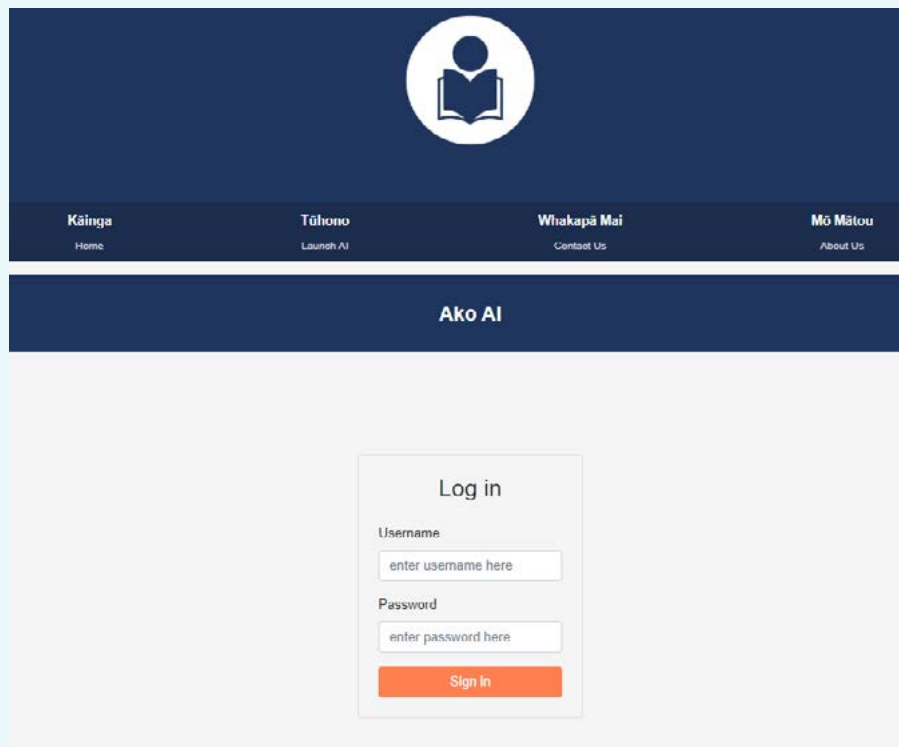 Kāinga Tūhono Whakapā Mai Mō Mātou
Home Launch AI Contact Us About Us
Ako AI
Log in
Username
enter username here
Password
enter password here
Sign in